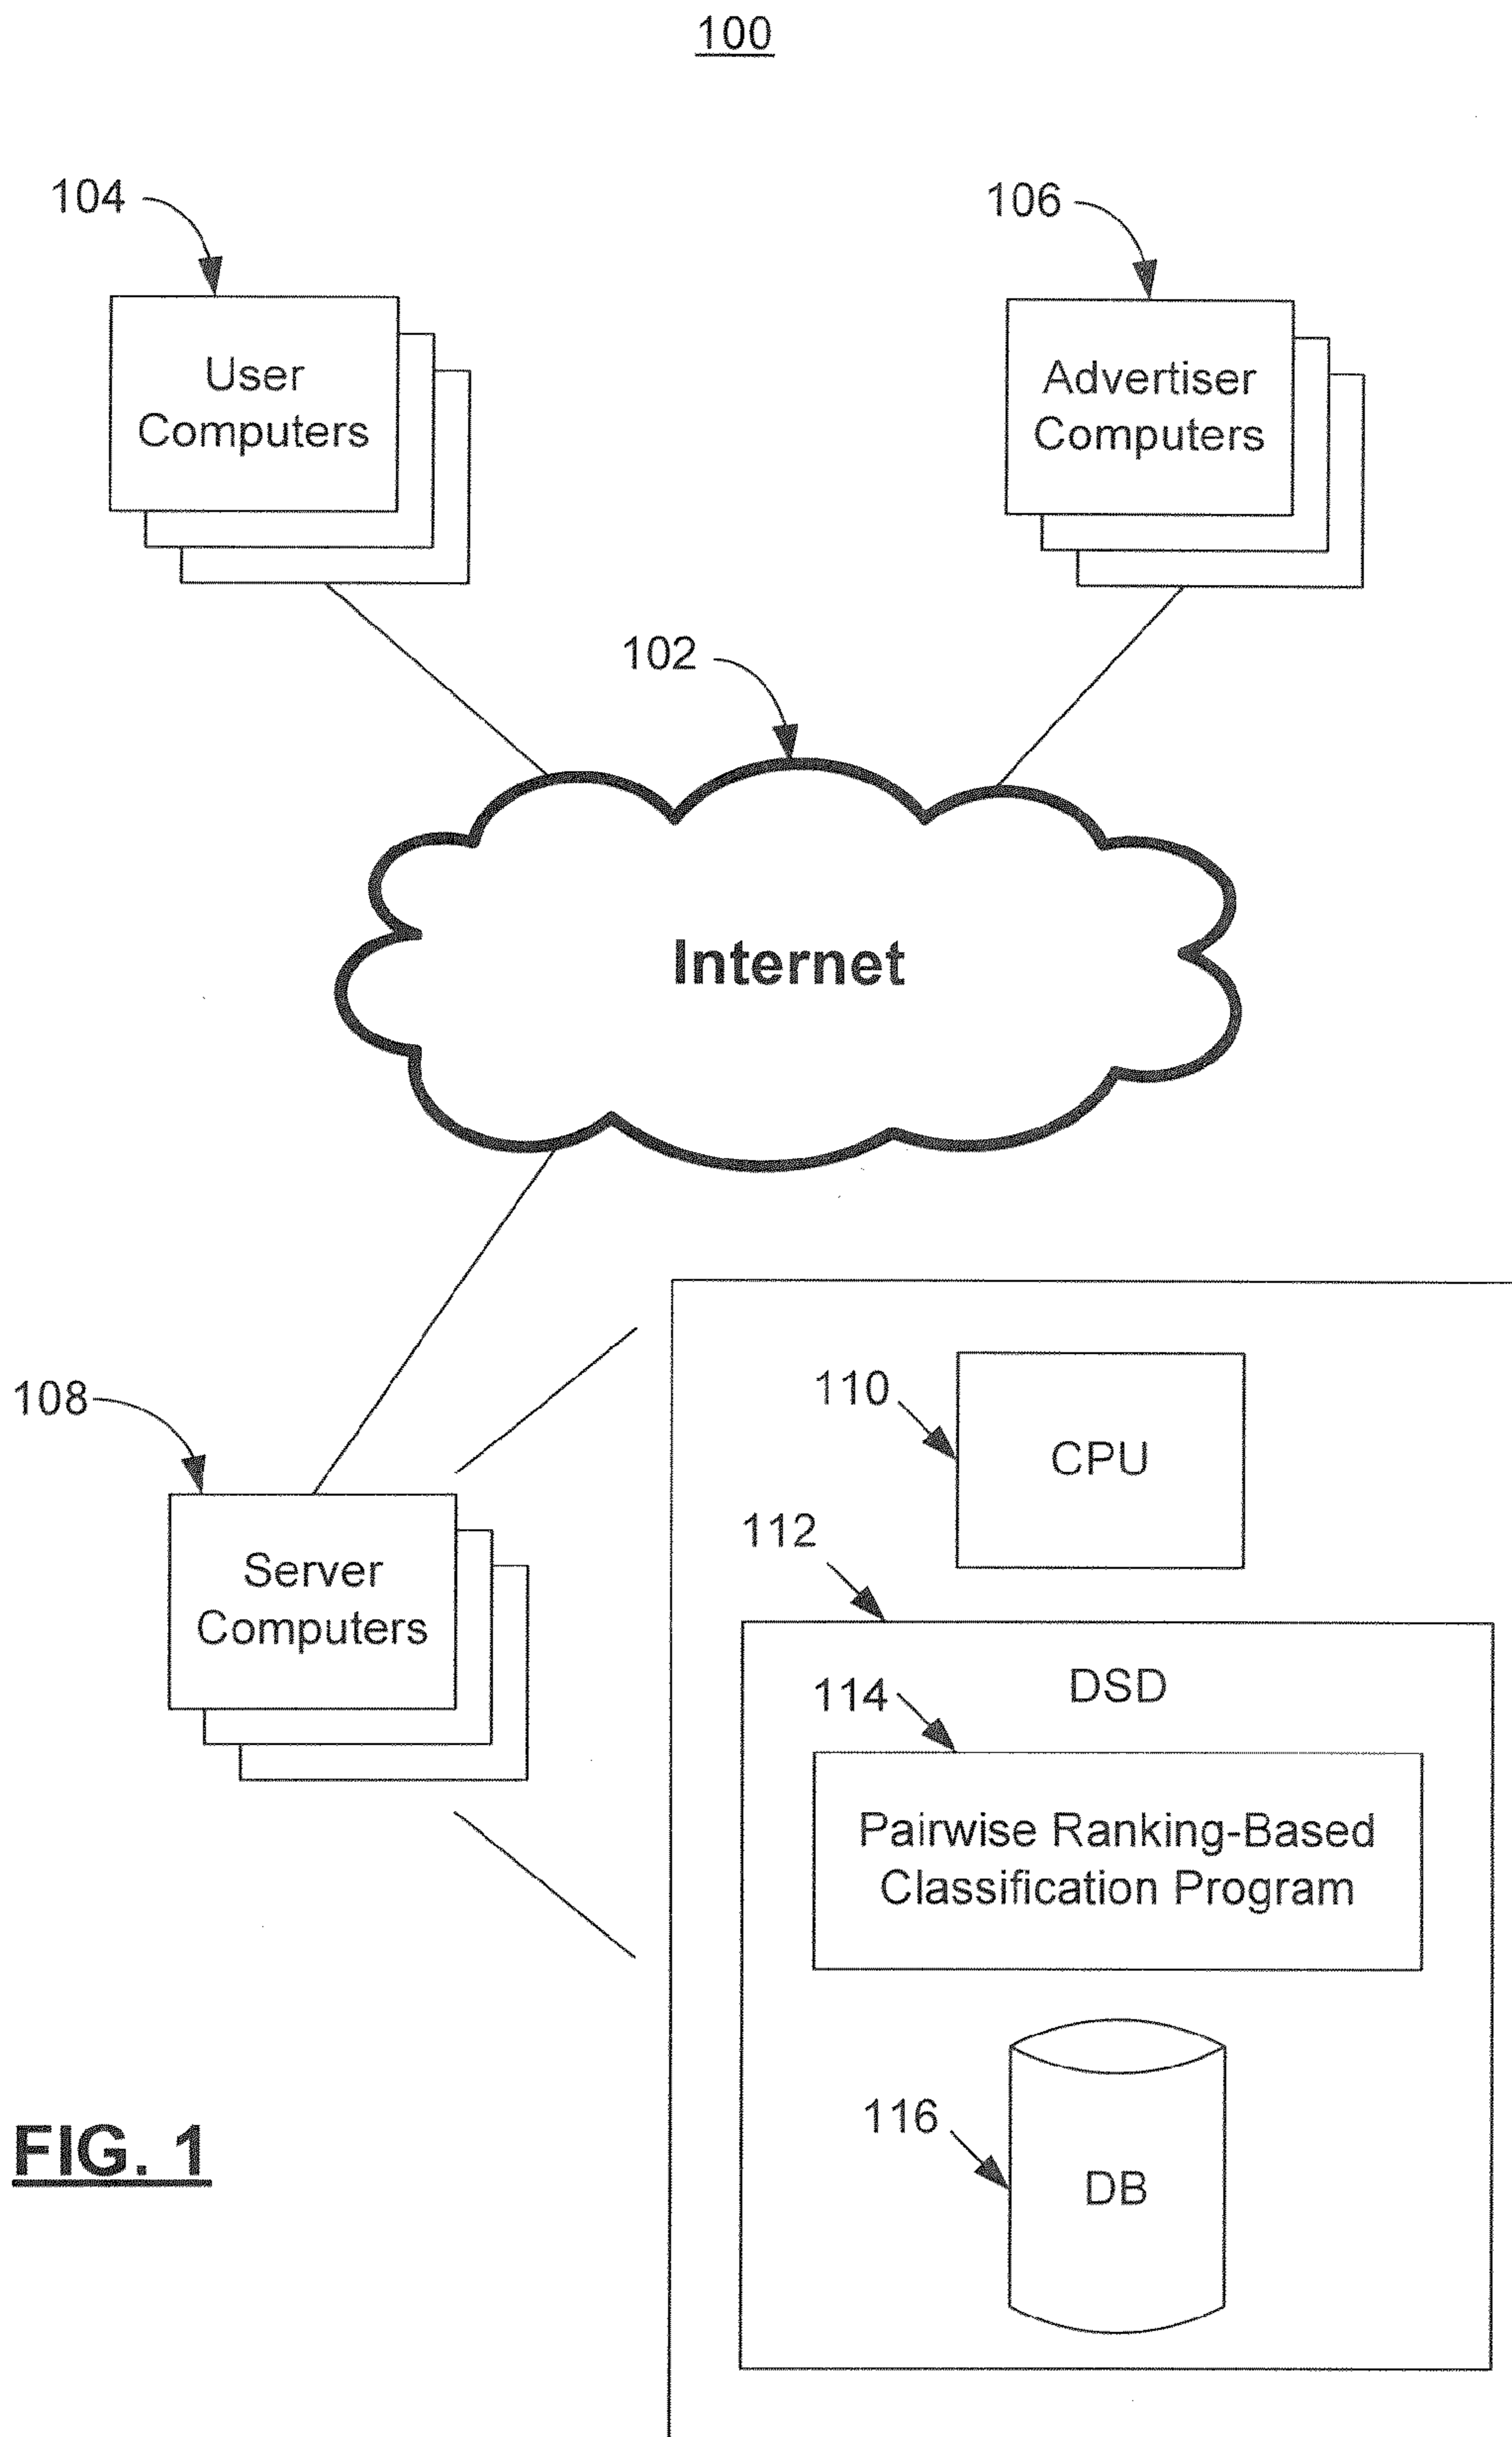 100
104
106
User
Computers
Advertiser
Computers
102
Internet
108
Server
Computers
110
CPU
112
DSD
114
Pairwise Ranking-Based
Classification Program
116
DB
FIG. 1